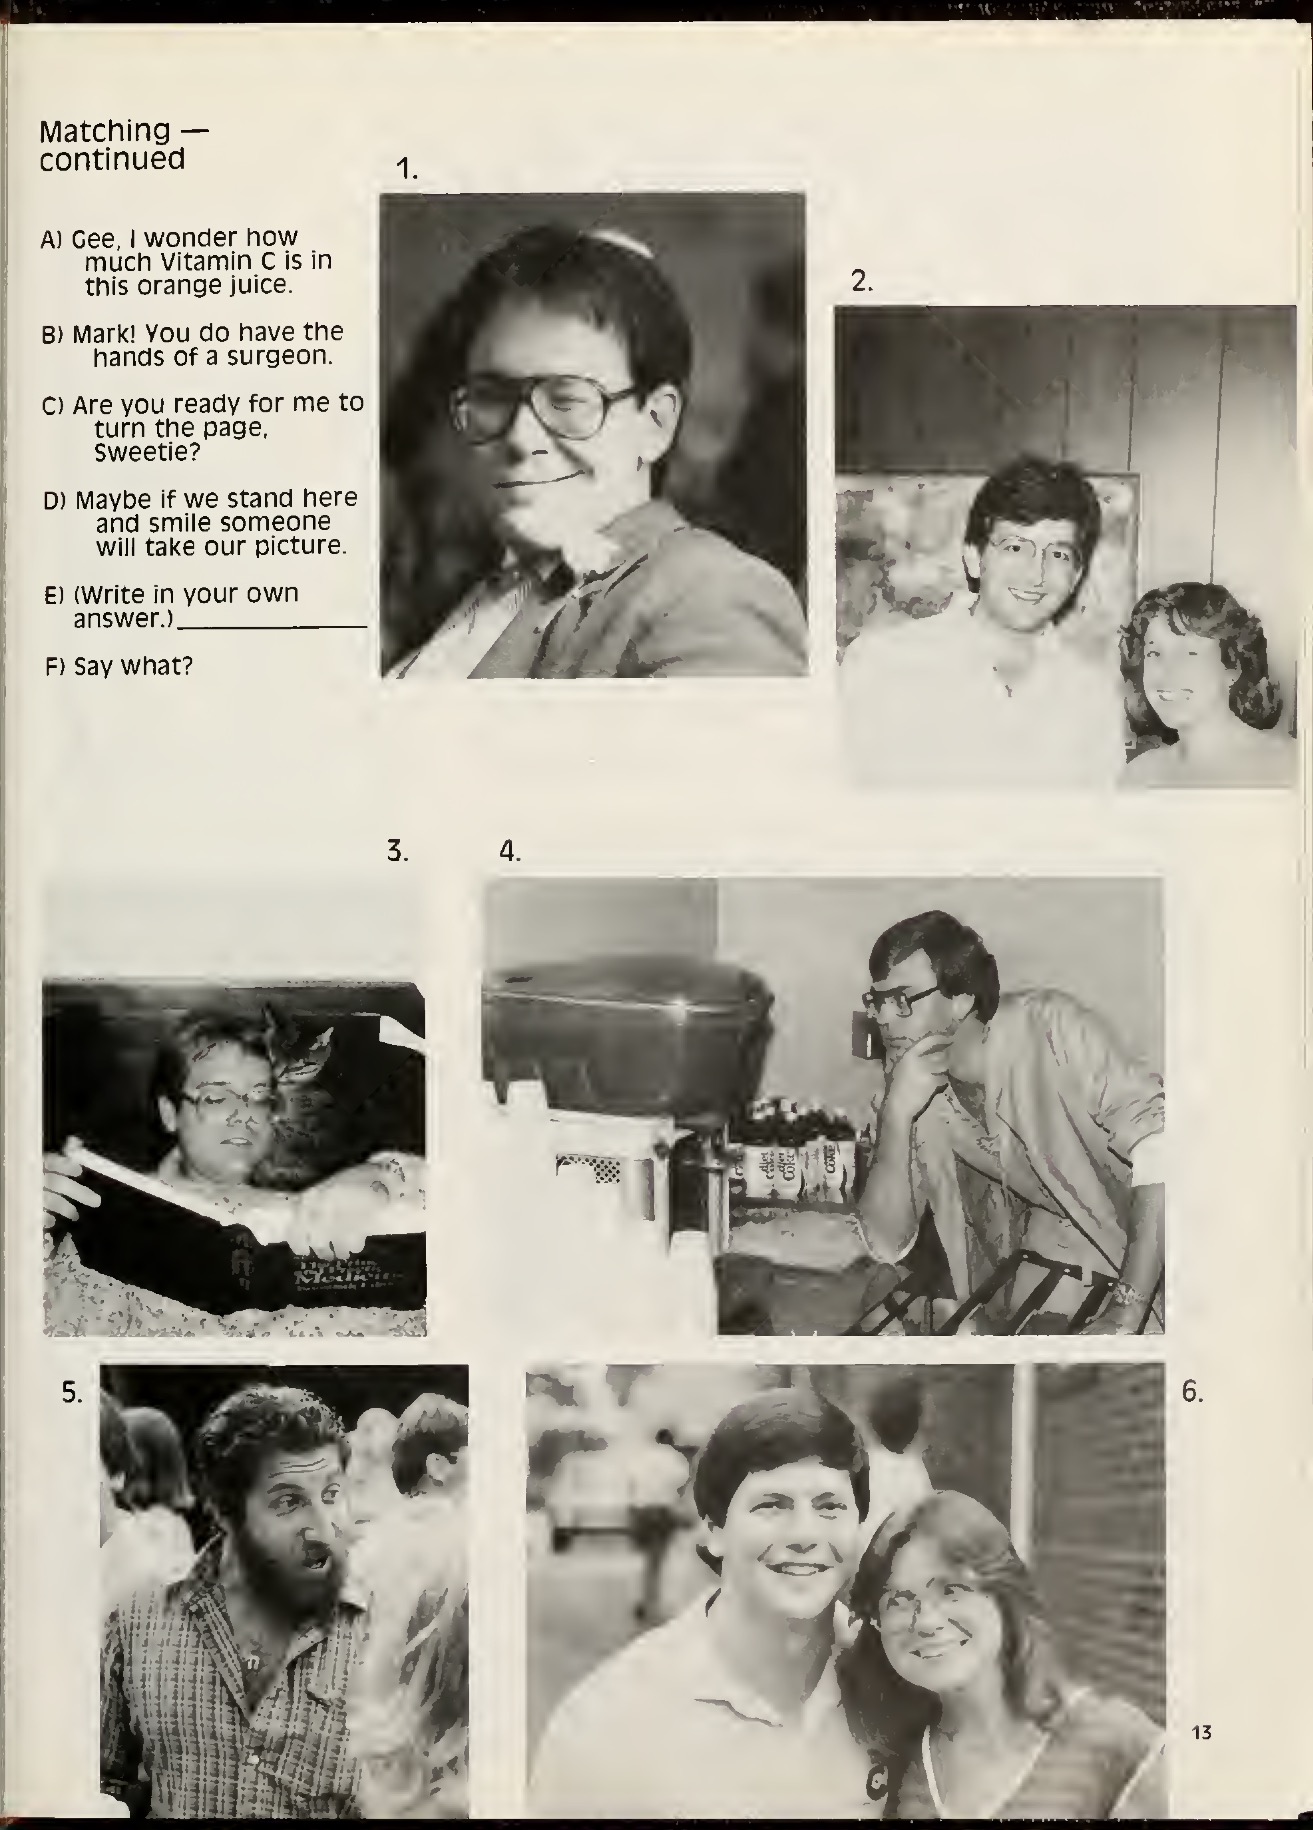 Matching —
continued
A) Gee, I wonder how
much Vitamin C is in
this orange juice.
B) Mark! You do have the
hands of a surgeon.
C) Are you ready for me to
turn the page,
Sweetie?
D) Maybe if we stand here
and smile someone
will take our picture.
E) (Write in your own
answer.)
F) Say what?
1.
2.
3.
4.
diet
Coke
Coke
Medicine
5.
6.
13